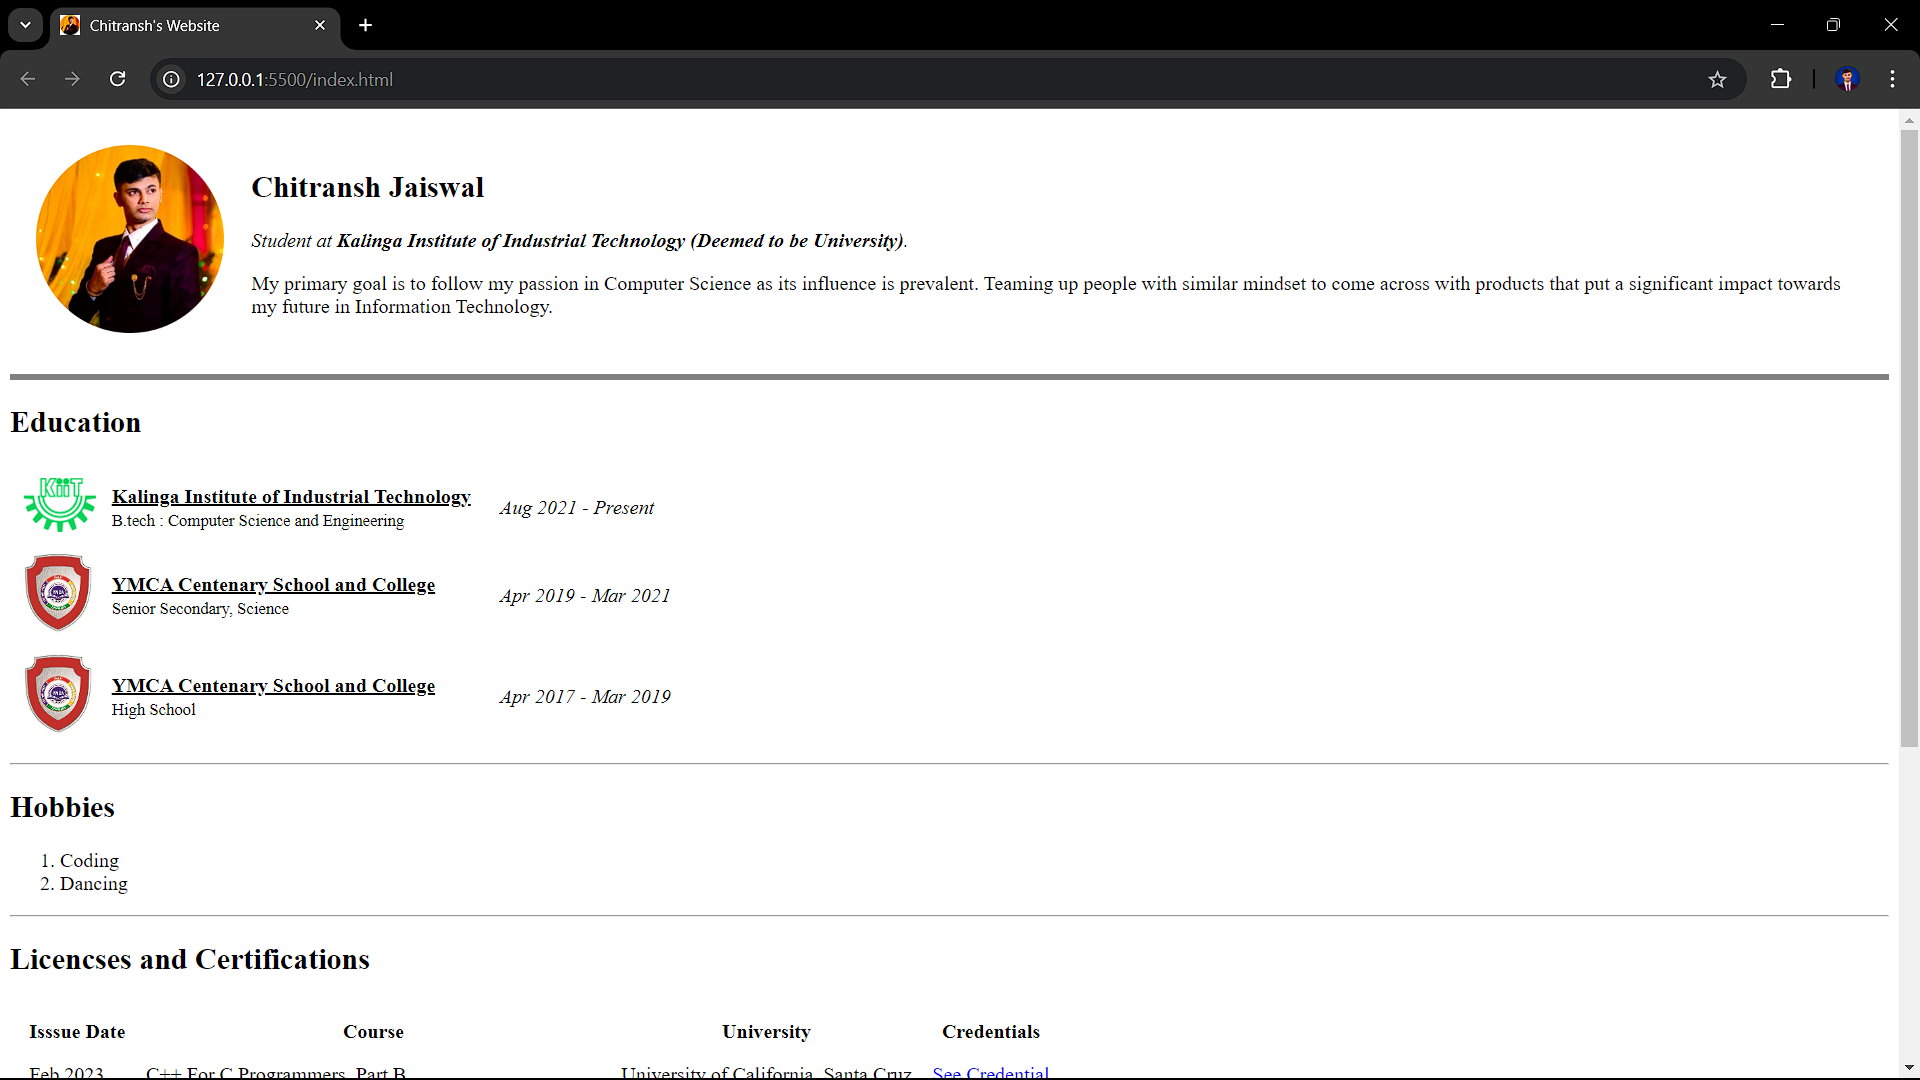 Chitransh's Website
127.0.0.1:5500/index.html
Chitransh Jaiswal
Student at Kalinga Institute of Industrial Technology (Deemed to be University).
My primary goal is to follow my passion in Computer Science as its influence is prevalent. Teaming up people with similar mindset to come across with products that put a significant impact towards
my future in Information Technology.
Education
KiiT
Kalinga Institute of Industrial Technology
B.tech : Computer Science and Engineering
Aug 2021 - Present
YMCA Centenary School and College
Senior Secondary, Science
Apr 2019 - Mar 2021
YMCA Centenary School and College
High School
Apr 2017 - Mar 2019
Hobbies
1. Coding
2. Dancing
Licencses and Certifications
Isssue Date Course University Credentials
Feb 2023 C++ For C Programmers, Part B University of California, Santa Cruz See Credential